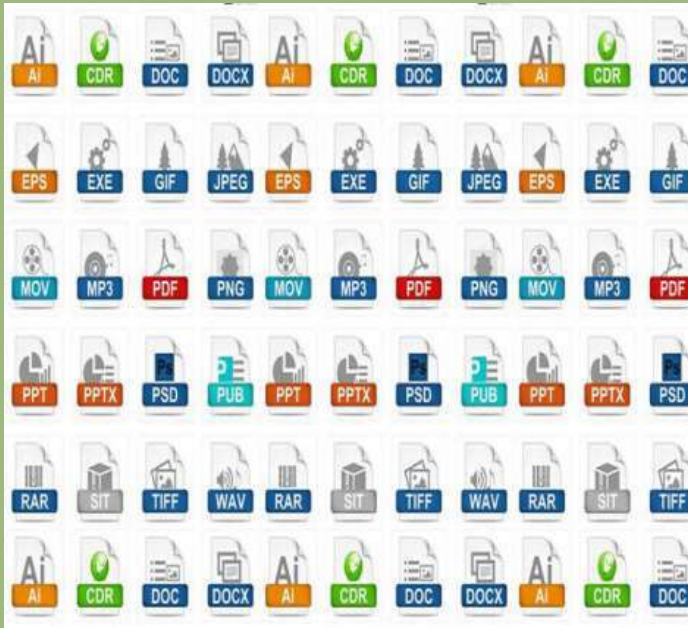 Ai CDR DOC DOCX Ai CDR DOC DOCX Ai CDR DOC
EPS EXE GIF JPEG EPS EXE GIF JPEG EPS EXE GIF
MOV MP3 PDF PNG MOV MP3 PDF PNG MOV MP3 PDF
PPT PPTX PSD PUB PPT PPTX PSD PUB PPT PPTX PSD
RAR SIT TIFF WAV RAR SIT TIFF WAV RAR SIT TIFF
Ai CDR DOC DOCX Ai CDR DOC DOCX Ai CDR DOC